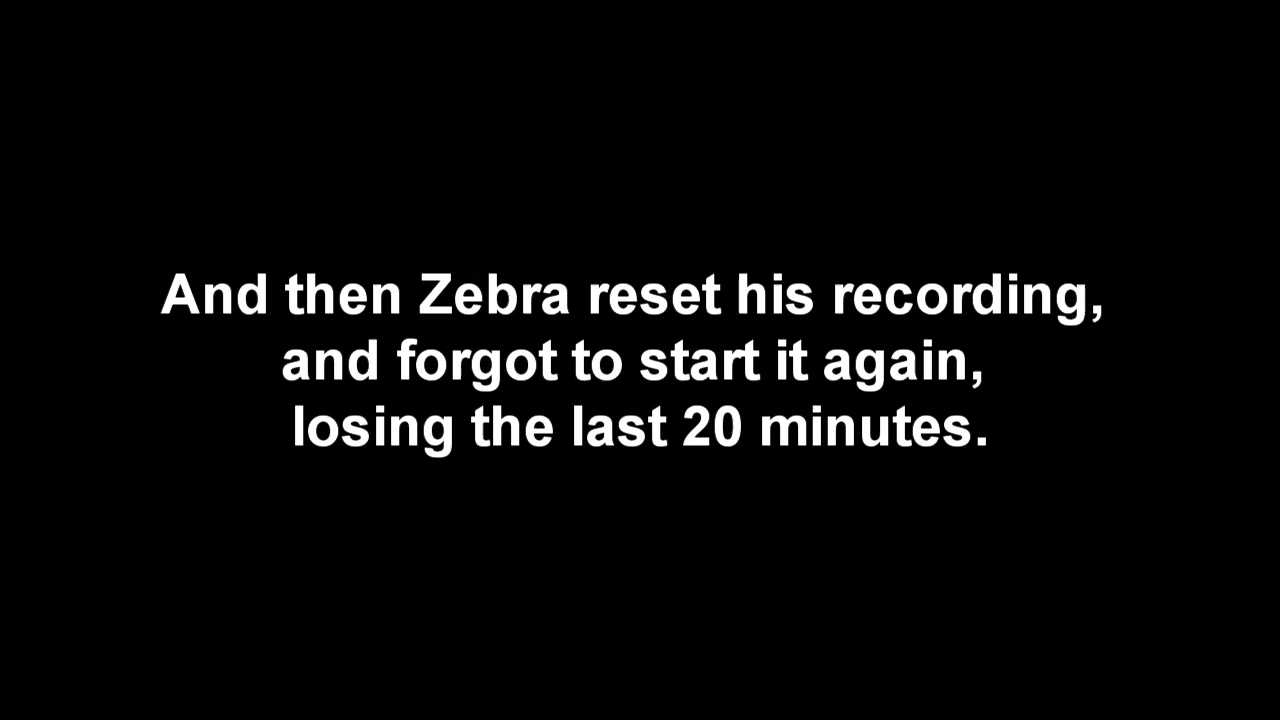 And then Zebra reset his recording,
and forgot to start it again,
losing the last 20 minutes.